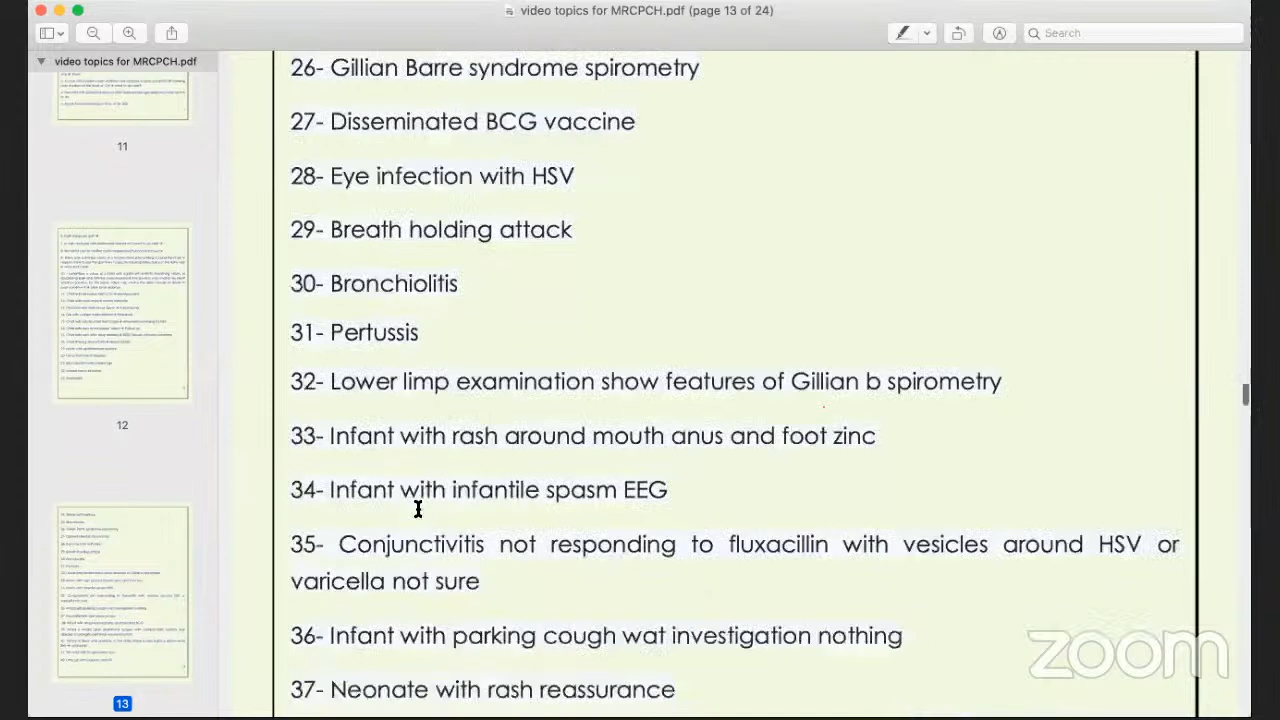 video topics for MRCPCH.pdf (page 13 of 24)
Search
video topics for MRCPCH.pdf
11
12
13
26- Gillian Barre syndrome spirometry
27- Disseminated BCG vaccine
28- Eye infection with HSV
29- Breath holding attack
30- Bronchiolitis
31- Pertussis
32- Lower limp examination show features of Gillian b spirometry
33- Infant with rash around mouth anus and foot zinc
34- Infant with infantile spasm EEG
35- Conjunctivitis not responding to fluxacillin with vesicles around HSV or
varicella not sure
36- Infant with parking cough wat investigation nothing
37- Neonate with rash reassurance
zoom